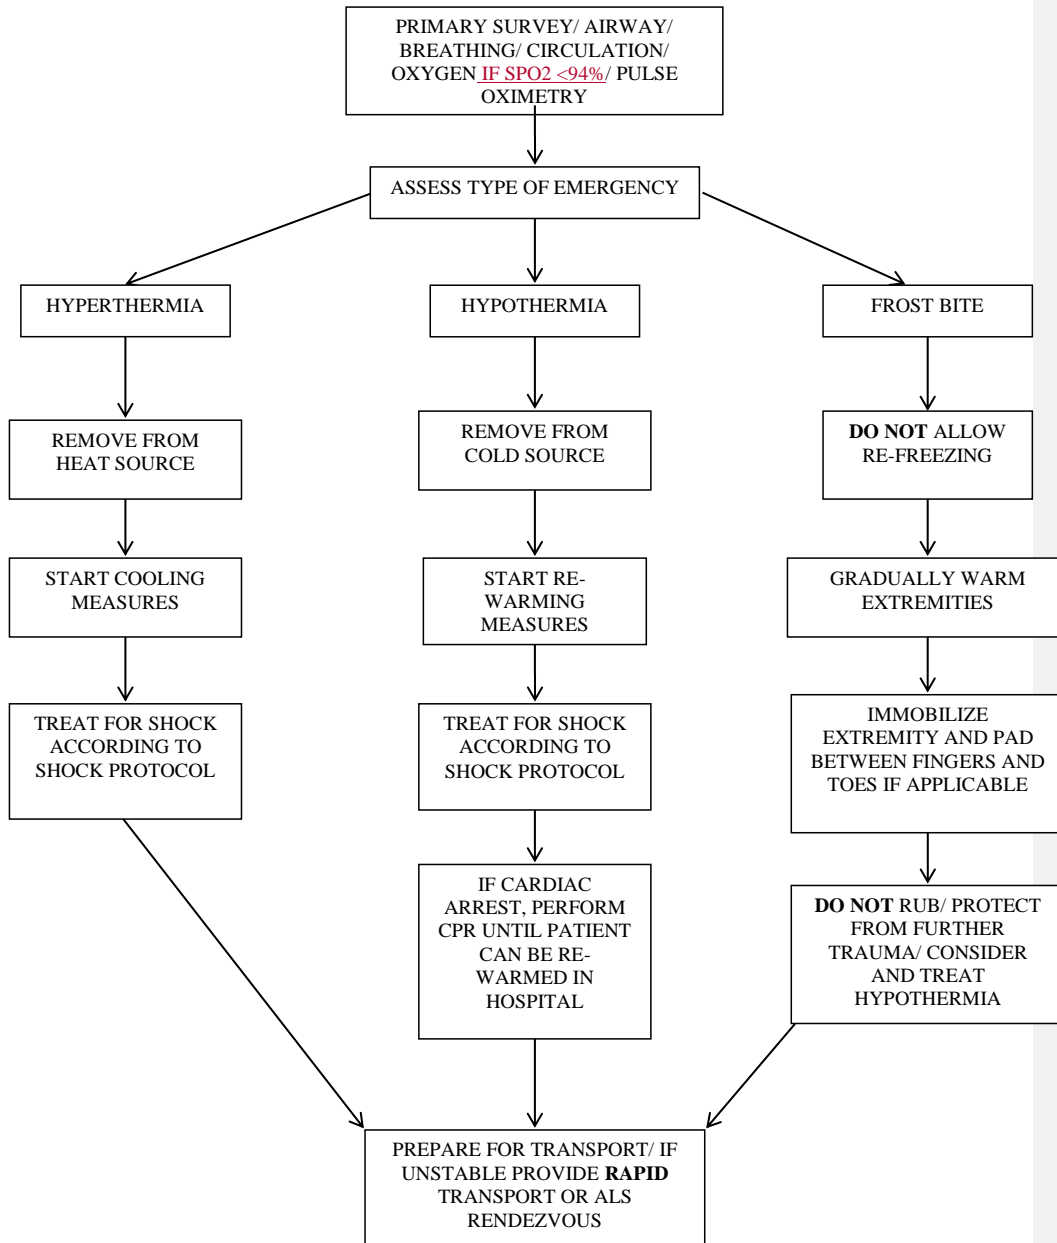 PRIMARY SURVEY/ AIRWAY/
BREATHING/ CIRCULATION/
OXYGEN IF SPO2 <94%/ PULSE
OXIMETRY
ASSESS TYPE OF EMERGENCY
HYPERTHERMIA
HYPOTHERMIA
FROST BITE
REMOVE FROM
HEAT SOURCE
REMOVE FROM
COLD SOURCE
DO NOT ALLOW
RE-FREEZING
START COOLING
MEASURES
START RE-
WARMING
MEASURES
GRADUALLY WARM
EXTREMITIES
TREAT FOR SHOCK
ACCORDING TO
SHOCK PROTOCOL
TREAT FOR SHOCK
ACCORDING TO
SHOCK PROTOCOL
IMMOBILIZE
EXTREMITY AND PAD
BETWEEN FINGERS AND
TOES IF APPLICABLE
IF CARDIAC
ARREST, PERFORM
CPR UNTIL PATIENT
CAN BE RE-
WARMED IN
HOSPITAL
DO NOT RUB/ PROTECT
FROM FURTHER
TRAUMA/ CONSIDER
AND TREAT
HYPOTHERMIA
PREPARE FOR TRANSPORT/ IF
UNSTABLE PROVIDE RAPID
TRANSPORT OR ALS
RENDEZVOUS